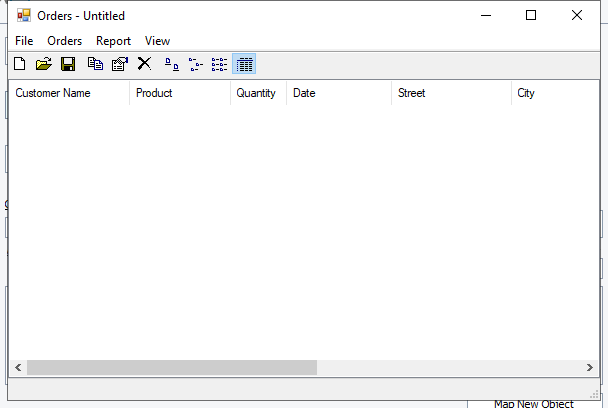 Orders - Untitled
File Orders Report View
Customer Name Product Quantity Date Street City
Map New Object